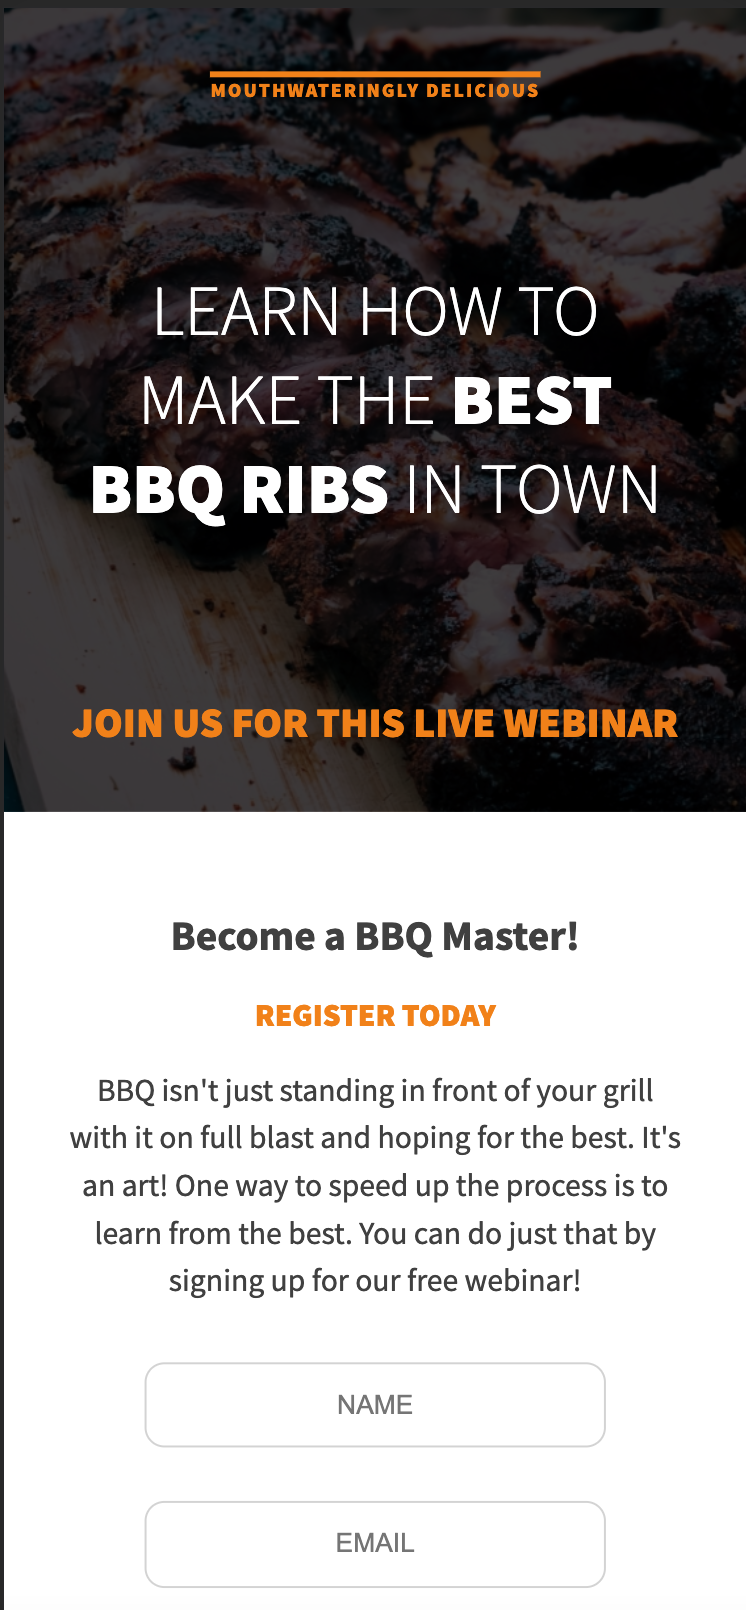 MOUTHWATERINGLY DELICIOUS
LEARN HOW TO
MAKE THE BEST
BBQ RIBS IN TOWN
JOIN US FOR THIS LIVE WEBINAR
Become a BBQ Master!
REGISTER TODAY
BBQ isn't just standing in front of your grill
with it on full blast and hoping for the best. It's
an art! One way to speed up the process is to
learn from the best. You can do just that by
signing up for our free webinar!
NAME
EMAIL